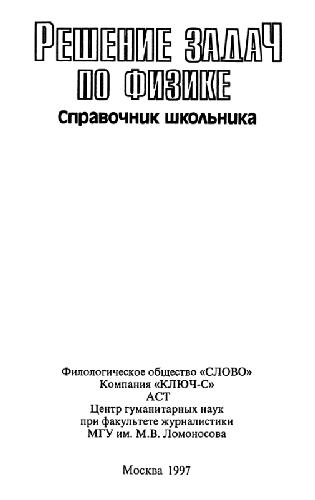 РЕШЕНИЕ ЗАДАЧ
ПО ФИЗИКЕ
Справочник школьника
Филологическое общество «СЛОВО»
Компания «КЛЮЧ-С»
АСТ
Центр гуманитарных наук
при факультете журналистики
МГУ им. М.В. Ломоносова
Москва 1997